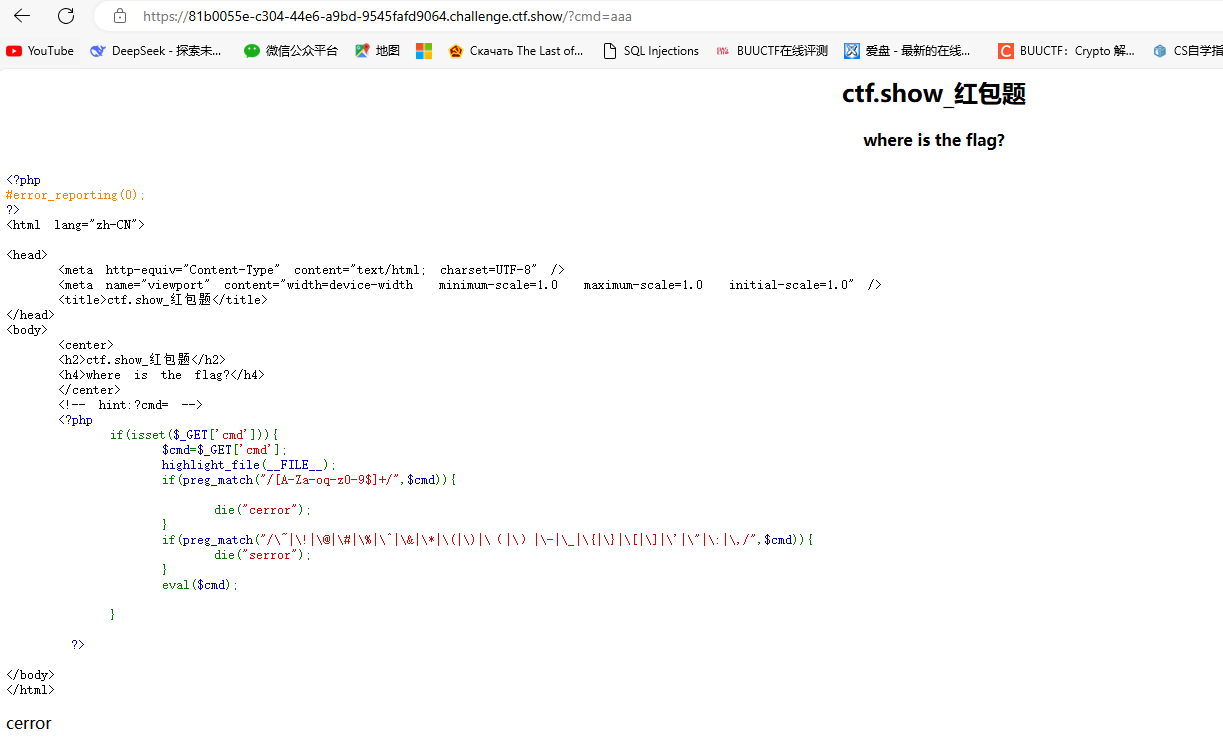 https://81b0055e-c304-44e6-a9bd-9545fafd9064.challenge.ctf.show/?cmd=aaa
YouTube DeepSeek - 探索未... 微信公众平台 地图 Скачать The Last of... SQL Injections BUUCTF在线评测 爱盘 - 最新的在线... C BUUCTF：Crypto 解... CS自学指
ctf.show_红包题
where is the flag?
<?php
#error_reporting(0);
?>
<html lang="zh-CN">
<head>
<meta http-equiv="Content-Type" content="text/html; charset=UTF-8" />
<meta name="viewport" content="width=device-width minimum-scale=1.0 maximum-scale=1.0 initial-scale=1.0" />
<title>ctf.show_红包题</title>
</head>
<body>
<center>
<h2>ctf.show_红包题</h2>
<h4>where is the flag?</h4>
</center>
<!-- hint:?cmd= -->
<?php
if(isset($_GET['cmd'])){
$cmd=$_GET['cmd'];
highlight_file(__FILE__);
if(preg_match("/[A-Za-oq-z0-9$]+/",$cmd)){
die("cerror");
}
if(preg_match("/\~|\!|\@|\#|\%|\^|\&|\*|\(|\)|\（|\）|\-|\_|\{|\}|\[|\]|\'|\"|\:|\,/",$cmd)){
die("serror");
}
eval($cmd);
}
?>
</body>
</html>
cerror